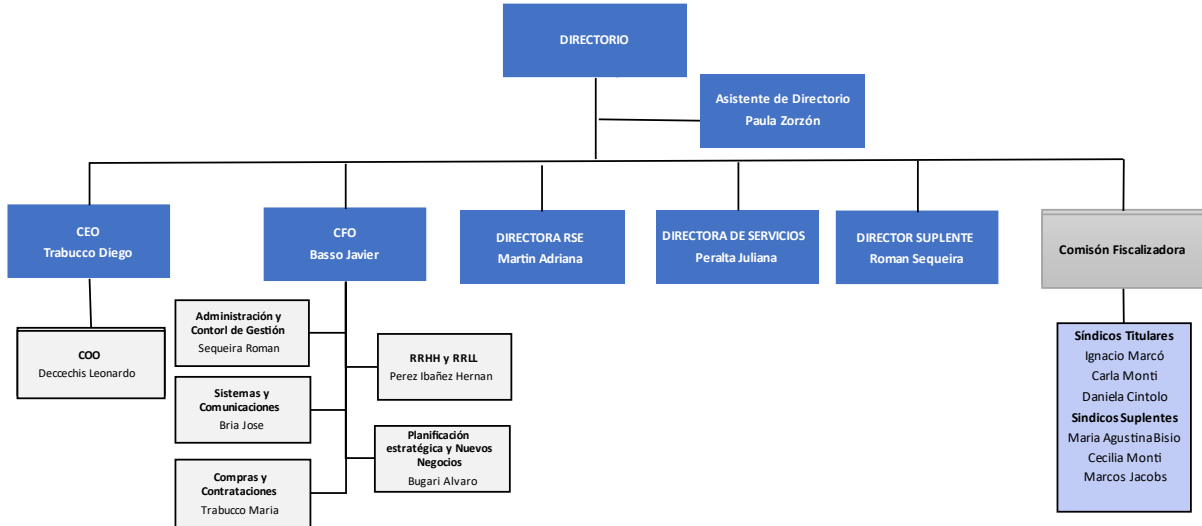 DIRECTORIO
Asistente de Directorio
Paula Zorzón
CEO
Trabucco Diego
CFO
Basso Javier
DIRECTORA RSE
Martin Adriana
DIRECTORA DE SERVICIOS
Peralta Juliana
DIRECTOR SUPLENTE
Roman Sequeira
Comisón Fiscalizadora
COO
Deccechis Leonardo
Administración y
Contorl de Gestión
Sequeira Roman
RRHH y RRLL
Perez Ibañez Hernan
Sistemas y
Comunicaciones
Bria Jose
Planificación
estratégica y Nuevos
Negocios
Bugari Alvaro
Compras y
Contrataciones
Trabucco Maria
Síndicos Titulares
Ignacio Marcó
Carla Monti
Daniela Cintolo
Sindicos Suplentes
Maria Agustina Bisio
Cecilia Monti
Marcos Jacobs